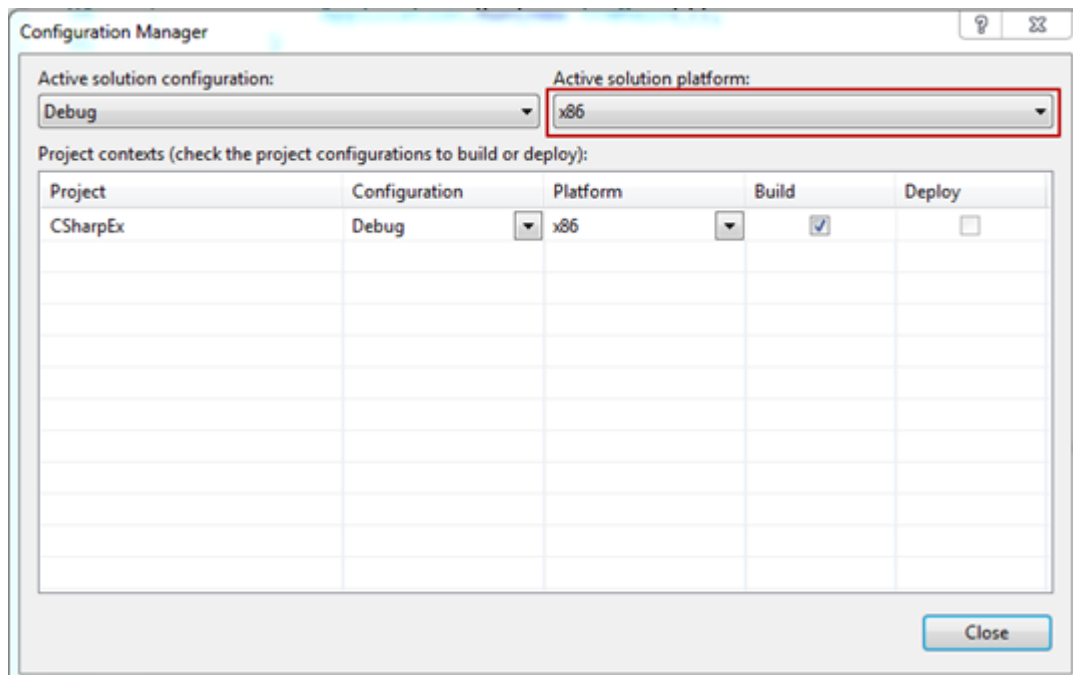 Configuration Manager
Active solution configuration: Active solution platform:
Debug x86
Project contexts (check the project configurations to build or deploy):
Project Configuration Platform Build Deploy
CSharpEx Debug x86
Close